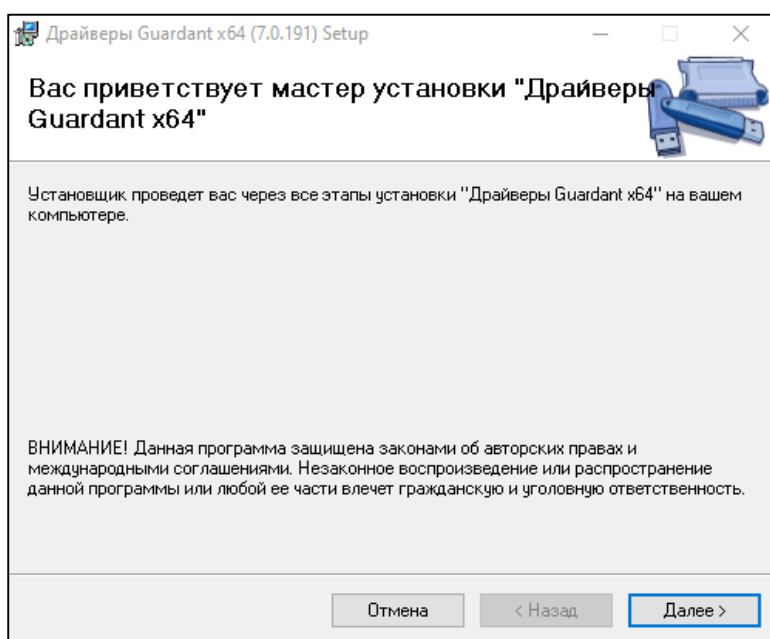 Драйверы Guardant x64 (7.0.191) Setup
Вас приветствует мастер установки "Драйверы
Guardant x64"
Установщик проведет вас через все этапы установки "Драйверы Guardant x64" на вашем
компьютере.
ВНИМАНИЕ! Данная программа защищена законами об авторских правах и
международными соглашениями. Незаконное воспроизведение или распространение
данной программы или любой ее части влечет гражданскую и уголовную ответственность.
Отмена < Назад Далее >